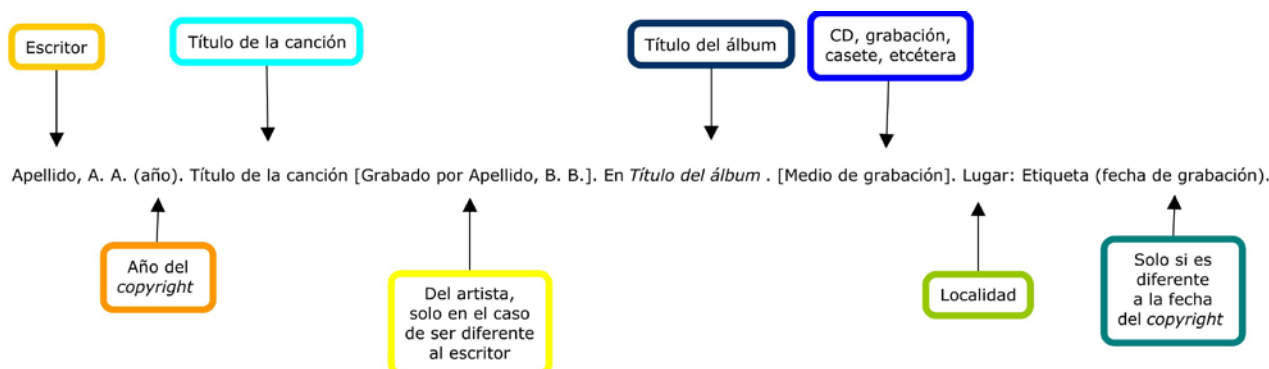 Escritor
Título de la canción
Título del álbum
CD, grabación,
casete, etcétera
Apellido, A. A. (año). Título de la canción [Grabado por Apellido, B. B.]. En Título del álbum . [Medio de grabación]. Lugar: Etiqueta (fecha de grabación).
Año del
copyright
Del artista,
solo en el caso
de ser diferente
al escritor
Localidad
Solo si es
diferente
a la fecha
del copyright